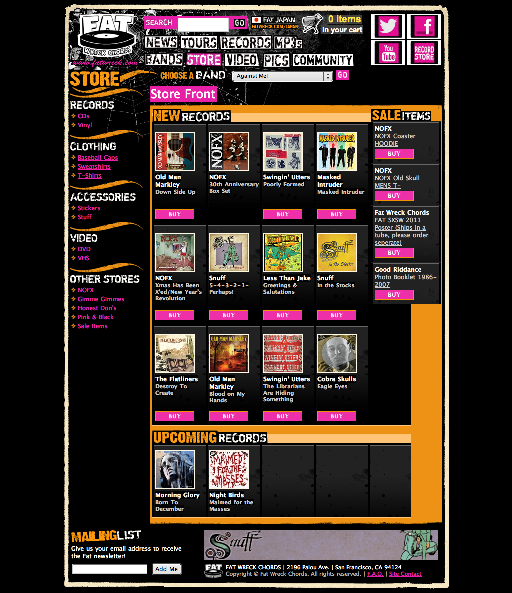 FAT
WRECK CHORDS
www.fatwreck.com
SEARCH
GO
FAT JAPAN
0 Items
in your cart
You Tube
RECORD STORE
NEWS TOURS RECORDS MP3s
BANDS STORE VIDEO PICS COMMUNITY
CHOOSE A BAND
Against Me!
GO
STORE
RECORDS
CDs
Vinyl
CLOTHING
Baseball Caps
Sweatshirts
T-Shirts
ACCESSORIES
Stickers
Stuff
VIDEO
DVD
VHS
OTHER STORES
NOFX
Gimme Gimmes
Honest Don's
Pink & Black
Sale Items
Store Front
NEW RECORDS
Old Man Markley
Down Side Up
BUY
NOFX
30th Anniversary Box Set
Swingin' Utters
Poorly Formed
BUY
Masked Intruder
Masked Intruder
BUY
NOFX
Xmas Has Been X'ed/New Year's Revolution
BUY
Snuff
5-4-3-2-1-Perhaps!
BUY
Less Than Jake
Greetings & Salutations
BUY
Snuff
In the Stocks
BUY
The Flatliners
Destroy To Create
BUY
Old Man Markley
Blood on My Hands
BUY
Swingin' Utters
The Librarians Are Hiding Something
BUY
Cobra Skulls
Eagle Eyes
BUY
SALE ITEMS
NOFX
NOFX Coaster
HOODIE
BUY
NOFX
NOFX Old Skull
MENS T-
BUY
Fat Wreck Chords
FAT SXSW 2011
Poster (Ships in a
tube, please order
seperate)
BUY
Good Riddance
Photo Booklet 1986-
2007
BUY
UPCOMING RECORDS
Morning Glory
Born To December
Night Birds
Maimed for the Masses
MAILINGLIST
Give us your email address to receive
the Fat newsletter!
Add Me
Snuff
FAT WRECK CHORDS | 2196 Palou Ave. | San Francisco, CA 94124
Copyright © Fat Wreck Chords. All rights reserved. | F.A.Q. | Site Contact